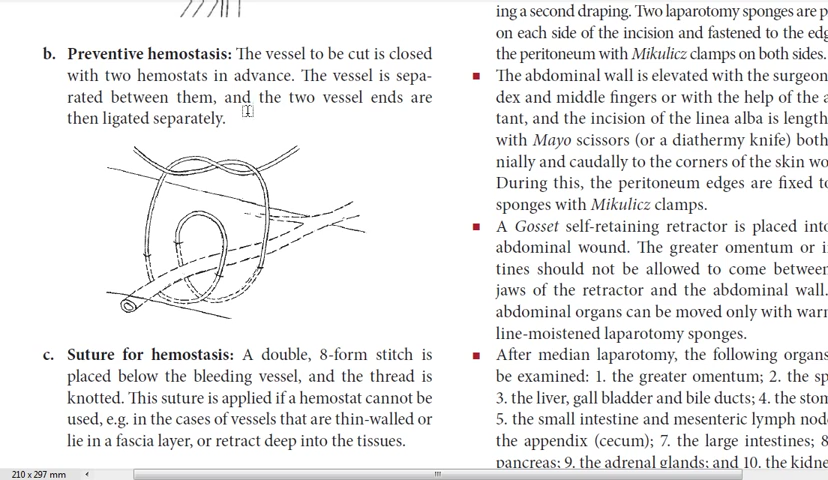 b. Preventive hemostasis: The vessel to be cut is closed
with two hemostats in advance. The vessel is sepa-
rated between them, and the two vessel ends are
then ligated separately.
c. Suture for hemostasis: A double, 8-form stitch is
placed below the bleeding vessel, and the thread is
knotted. This suture is applied if a hemostat cannot be
used, e.g. in the cases of vessels that are thin-walled or
lie in a fascia layer, or retract deep into the tissues.
ing a second draping. Two laparotomy sponges are p
on each side of the incision and fastened to the edg
the peritoneum with Mikulicz clamps on both sides.
The abdominal wall is elevated with the surgeon
dex and middle fingers or with the help of the a
tant, and the incision of the linea alba is length
with Mayo scissors (or a diathermy knife) both
nially and caudally to the corners of the skin wo
During this, the peritoneum edges are fixed to
sponges with Mikulicz clamps.
A Gosset self-retaining retractor is placed into
abdominal wound. The greater omentum or i
tines should not be allowed to come between
jaws of the retractor and the abdominal wall.
abdominal organs can be moved only with warm
line-moistened laparotomy sponges.
After median laparotomy, the following organs
be examined: 1. the greater omentum; 2. the sp
3. the liver, gall bladder and bile ducts; 4. the stom
5. the small intestine and mesenteric lymph nod
the appendix (cecum); 7. the large intestines; 8
pancreas; 9. the adrenal glands; and 10. the kidne
210 x 297 mm